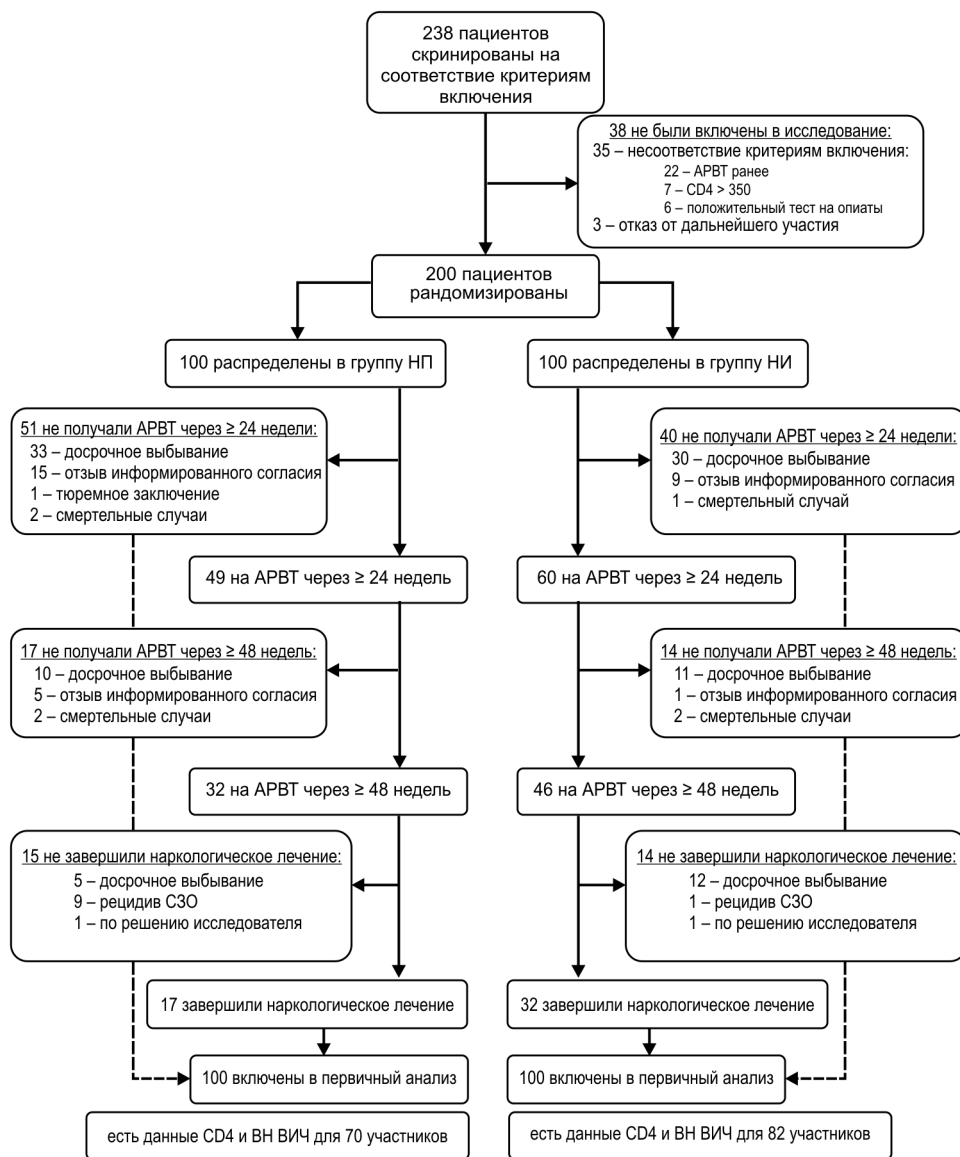 238 пациентов
скринированы на
соответствие критериям
включения
38 не были включены в исследование:
35 – несоответствие критериям включения:
22 – АРВТ ранее
7 – CD4 > 350
6 – положительный тест на опиаты
3 – отказ от дальнейшего участия
200 пациентов
рандомизированы
100 распределены в группу НП
100 распределены в группу НИ
51 не получали АРВТ через ≥ 24 недели:
33 – досрочное выбывание
15 – отзыв информированного согласия
1 – тюремное заключение
2 – смертельные случаи
40 не получали АРВТ через ≥ 24 недели:
30 – досрочное выбывание
9 – отзыв информированного согласия
1 – смертельный случай
49 на АРВТ через ≥ 24 недель
60 на АРВТ через ≥ 24 недель
17 не получали АРВТ через ≥ 48 недель:
10 – досрочное выбывание
5 – отзыв информированного согласия
2 – смертельные случаи
14 не получали АРВТ через ≥ 48 недель:
11 – досрочное выбывание
1 – отзыв информированного согласия
2 – смертельные случаи
32 на АРВТ через ≥ 48 недель
46 на АРВТ через ≥ 48 недель
15 не завершили наркологическое лечение:
5 – досрочное выбывание
9 – рецидив СЗО
1 – по решению исследователя
14 не завершили наркологическое лечение:
12 – досрочное выбывание
1 – рецидив СЗО
1 – по решению исследователя
17 завершили наркологическое лечение
32 завершили наркологическое лечение
100 включены в первичный анализ
100 включены в первичный анализ
есть данные CD4 и ВН ВИЧ для 70 участников
есть данные CD4 и ВН ВИЧ для 82 участников